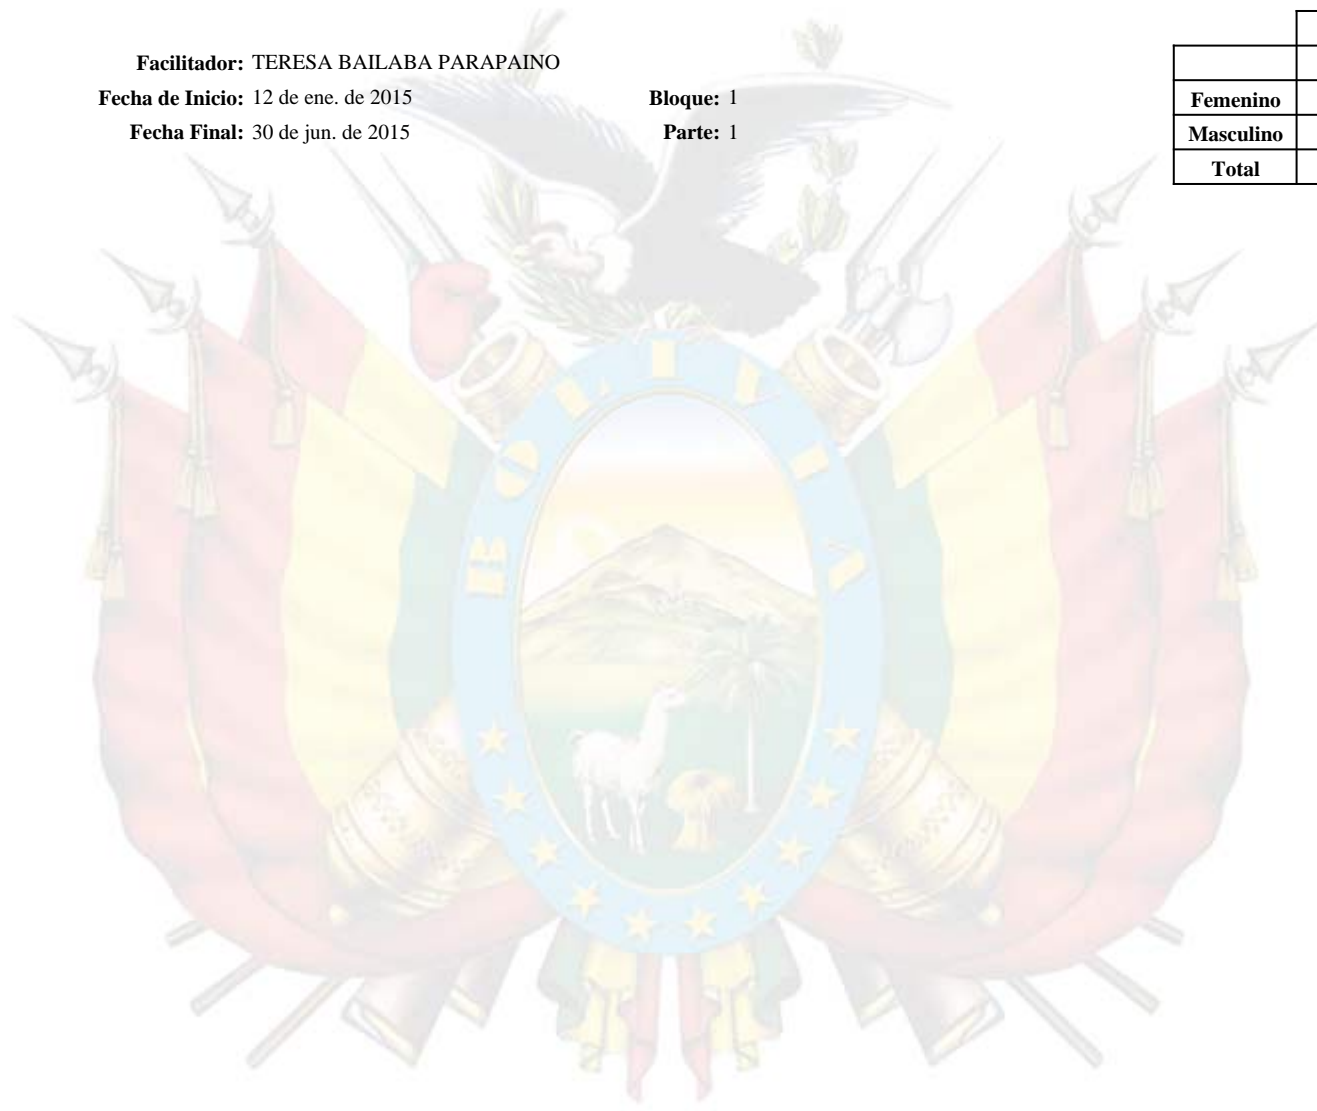 Facilitador: TERESA BAILABA PARAPAINO
Fecha de Inicio: 12 de ene. de 2015 Bloque: 1
Fecha Final: 30 de jun. de 2015 Parte: 1
Femenino
Masculino
Total
BOLIVIA